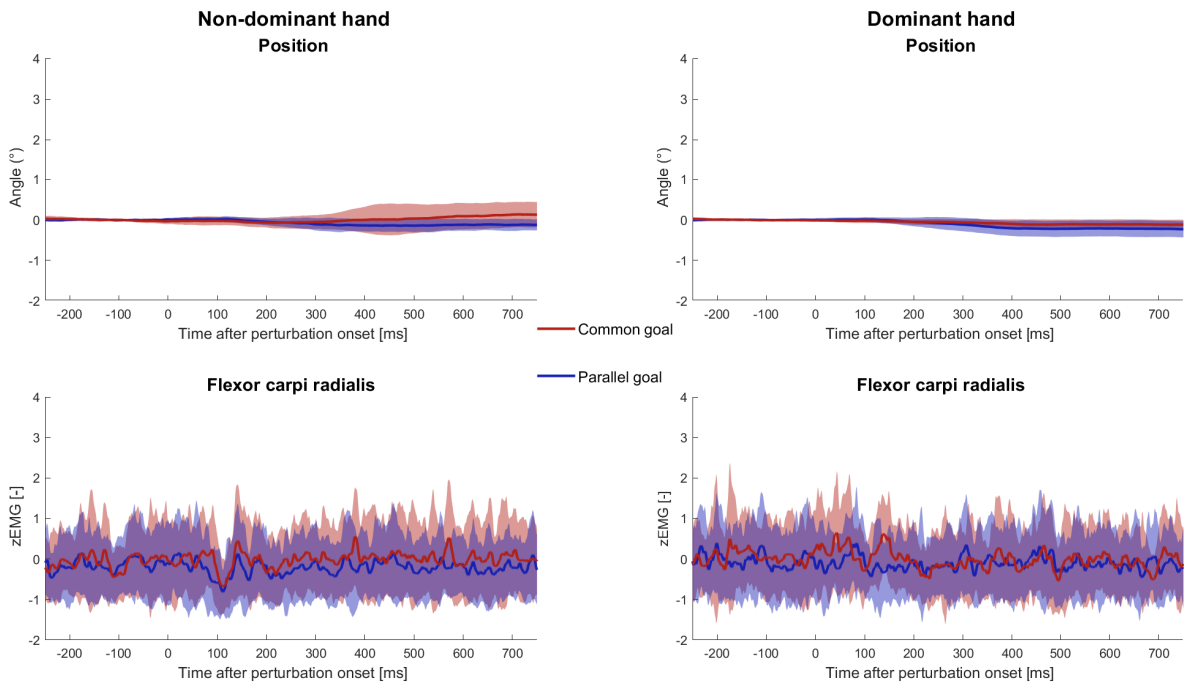 Non-dominant hand
Dominant hand
Position
Position
4
3
2
1
0
-1
-2
Angle (°)
-200 -100 0 100 200 300 400 500 600 700
Time after perturbation onset [ms]
4
3
2
1
0
-1
-2
Angle (°)
-200 -100 0 100 200 300 400 500 600 700
Time after perturbation onset [ms]
Common goal
Parallel goal
Flexor carpi radialis
Flexor carpi radialis
4
3
2
1
0
-1
-2
zEMG [-]
-200 -100 0 100 200 300 400 500 600 700
Time after perturbation onset [ms]
4
3
2
1
0
-1
-2
zEMG [-]
-200 -100 0 100 200 300 400 500 600 700
Time after perturbation onset [ms]